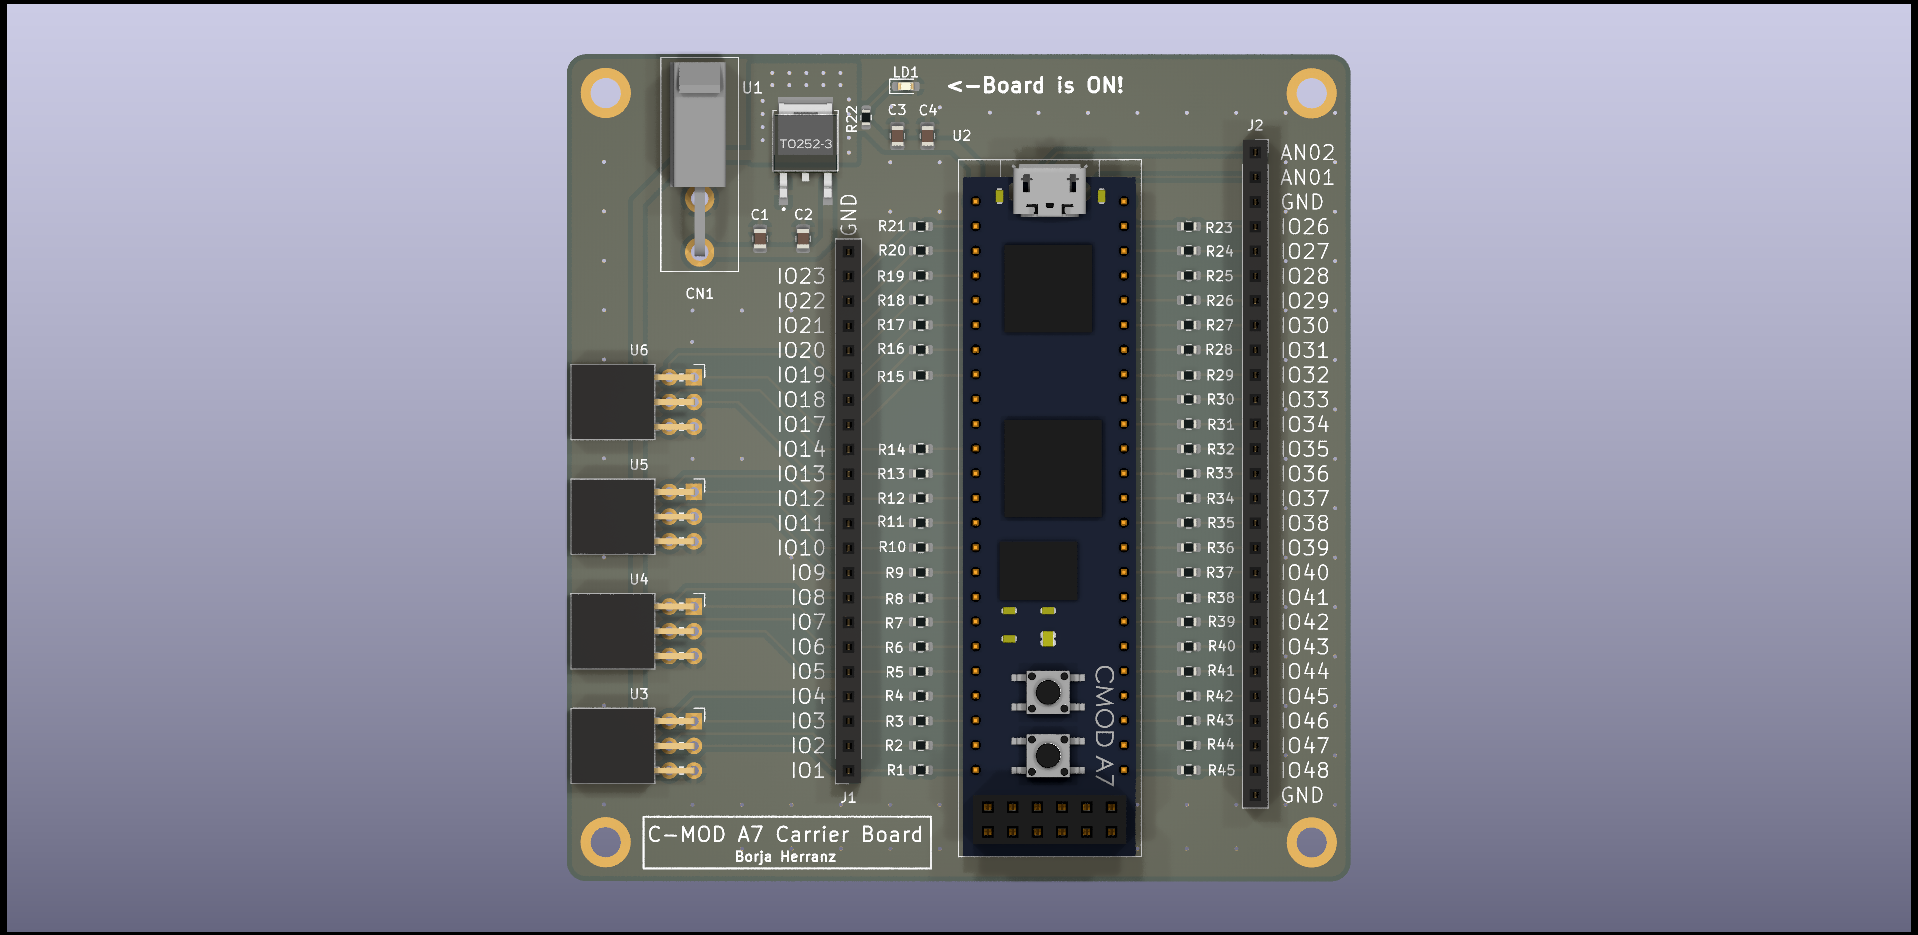 LD1
<-Board is ON!
U1
R22
C3 C4
U2
J2
TO252-3
C1 C2
GND
CN1
AN02
AN01
GND
IO26
IO27
IO28
IO29
IO30
IO31
IO32
IO33
IO34
IO35
IO36
IO37
IO38
IO39
IO40
IO41
IO42
IO43
IO44
IO45
IO46
IO47
IO48
GND
R23
R24
R25
R26
R27
R28
R29
R30
R31
R32
R33
R34
R35
R36
R37
R38
R39
R40
R41
R42
R43
R44
R45
R21
R20
R19
R18
R17
R16
R15
R14
R13
R12
R11
R10
R9
R8
R7
R6
R5
R4
R3
R2
R1
IO23
IO22
IO21
IO20
IO19
IO18
IO17
IO14
IO13
IO12
IO11
IO10
IO9
IO8
IO7
IO6
IO5
IO4
IO3
IO2
IO1
J1
U6
U5
U4
U3
CMOD A7
C-MOD A7 Carrier Board
Borja Herranz